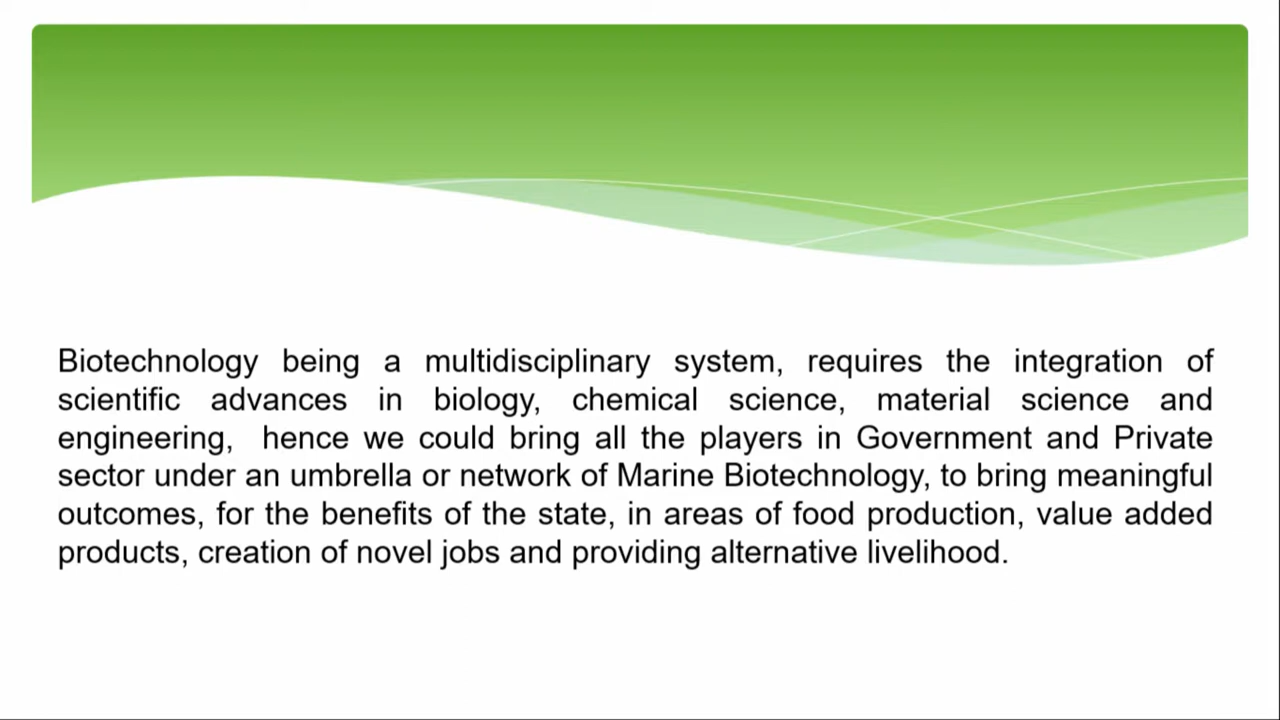 Biotechnology being a multidisciplinary system, requires the integration of
scientific advances in biology, chemical science, material science and
engineering, hence we could bring all the players in Government and Private
sector under an umbrella or network of Marine Biotechnology, to bring meaningful
outcomes, for the benefits of the state, in areas of food production, value added
products, creation of novel jobs and providing alternative livelihood.